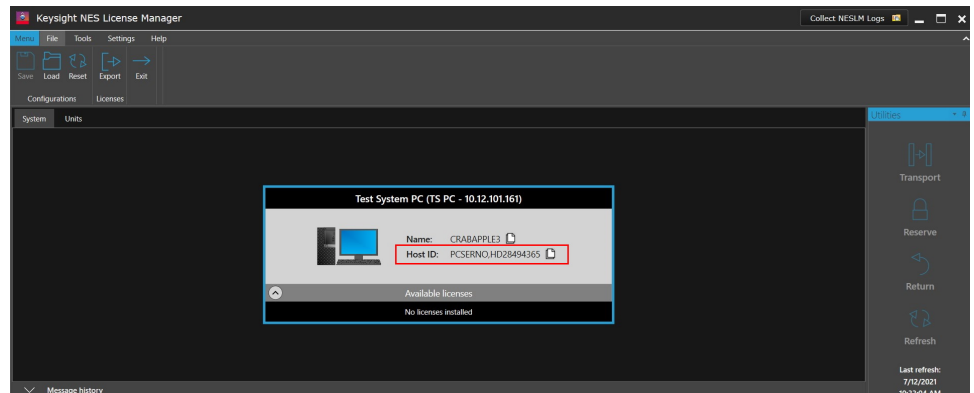 Keysight NES License Manager
Collect NESLM Logs
Menu File Tools Settings Help
Save Load Reset Export Exit
Configurations Licenses
System Units
Utilities
Transport
Test System PC (TS PC - 10.12.101.161)
Reserve
Name: CRABAPPLE3
Host ID: PCSERNO,HD28494365
Return
Available licenses
No licenses installed
Refresh
Last refresh:
7/12/2021
Message history